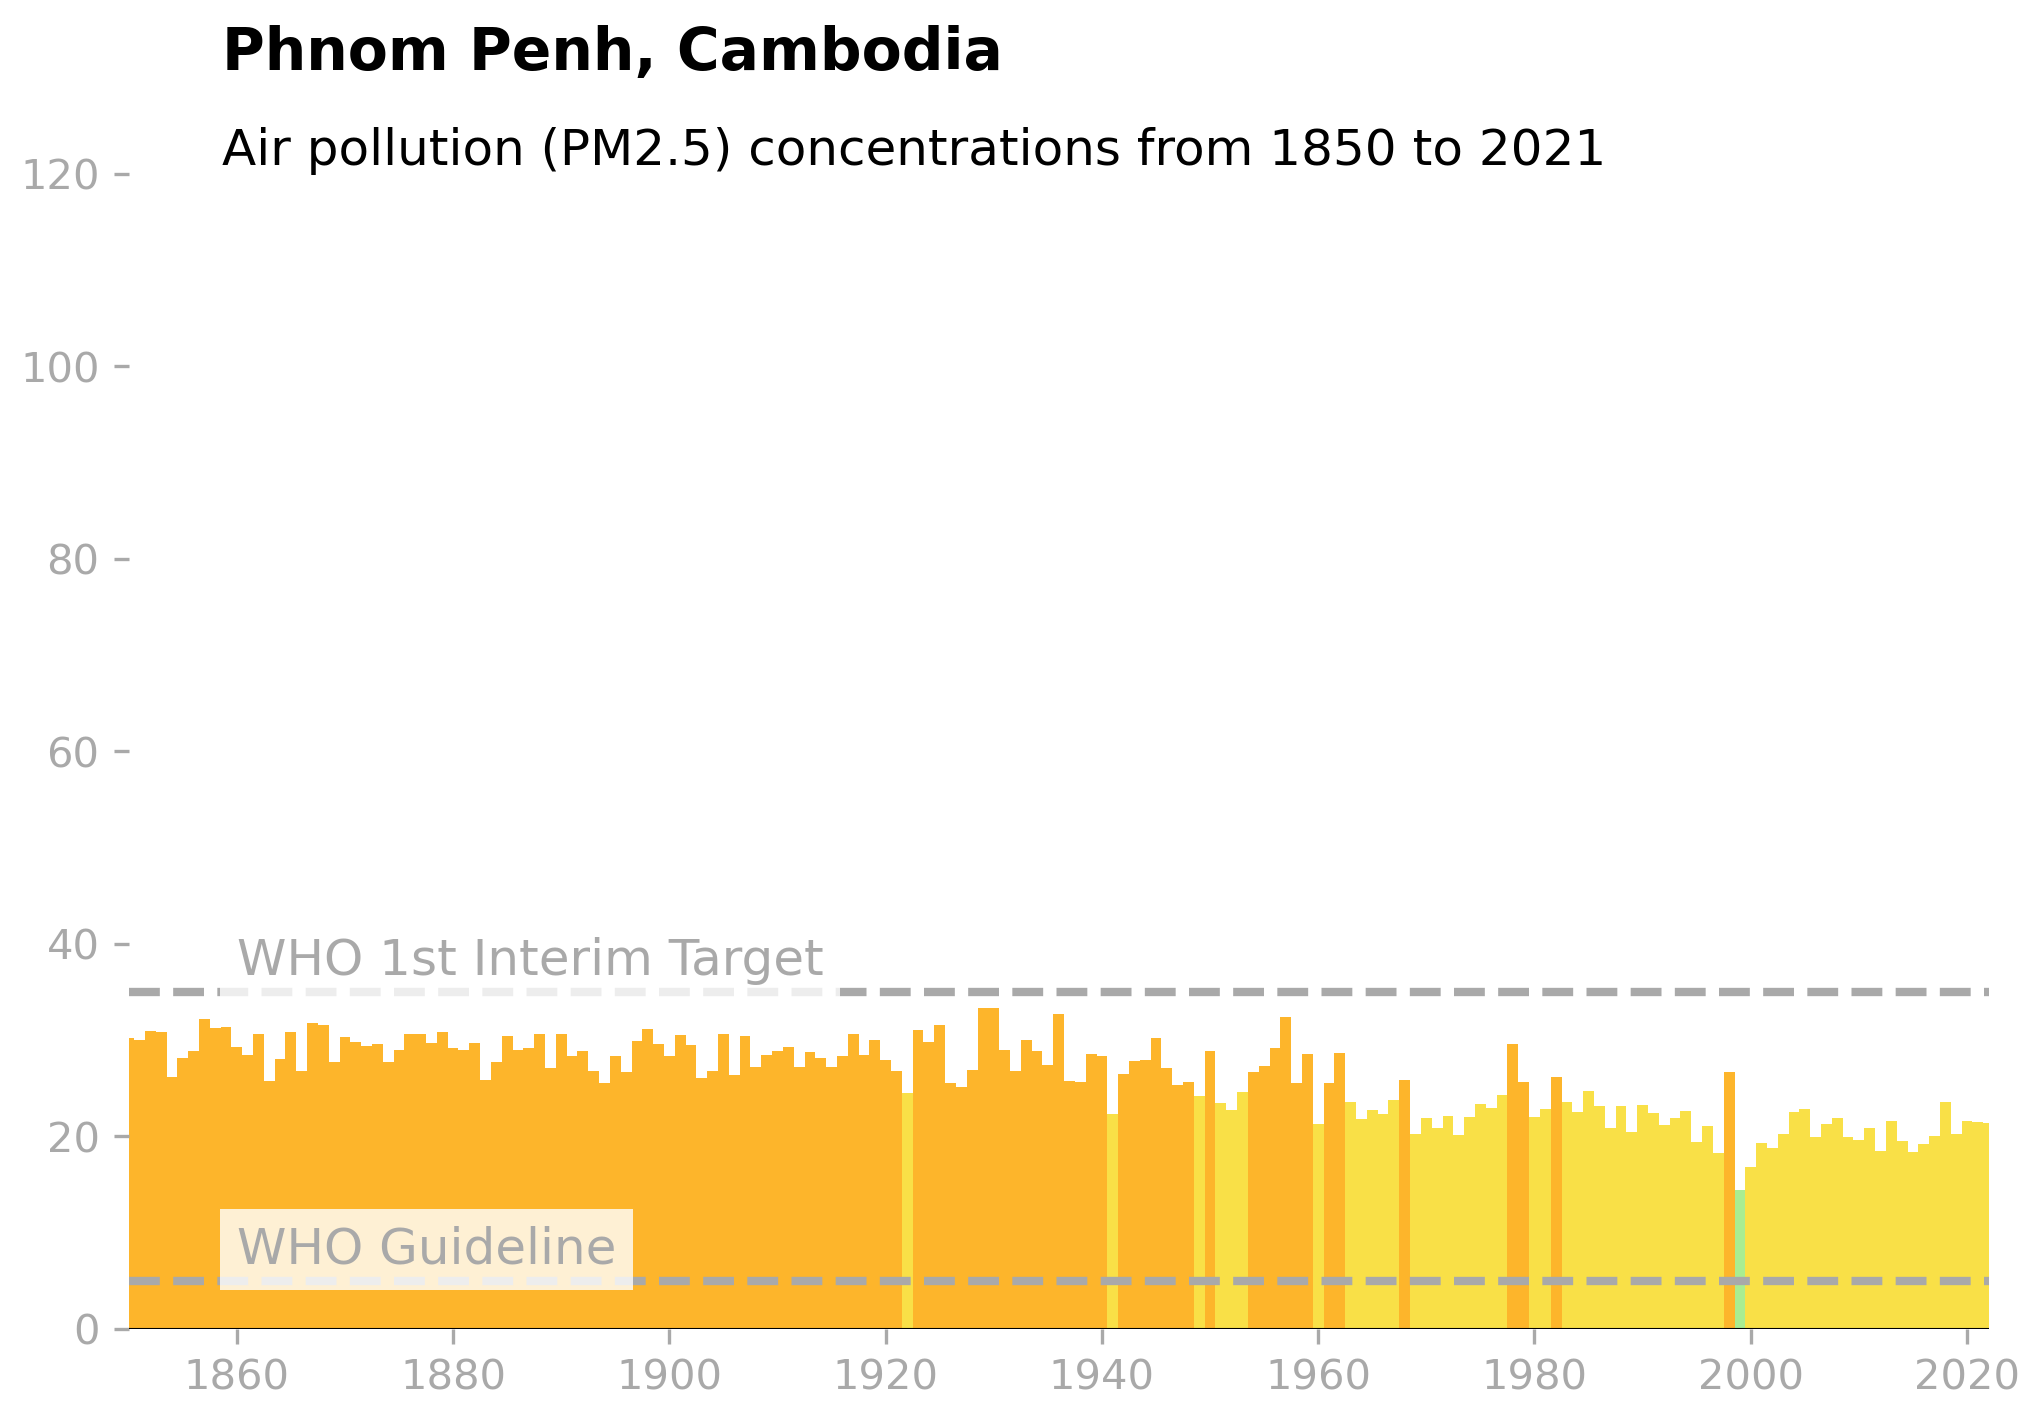 Phnom Penh, Cambodia
Air pollution (PM2.5) concentrations from 1850 to 2021
120
100
80
60
40
WHO 1st Interim Target
20
WHO Guideline
0
1860 1880 1900 1920 1940 1960 1980 2000 2020